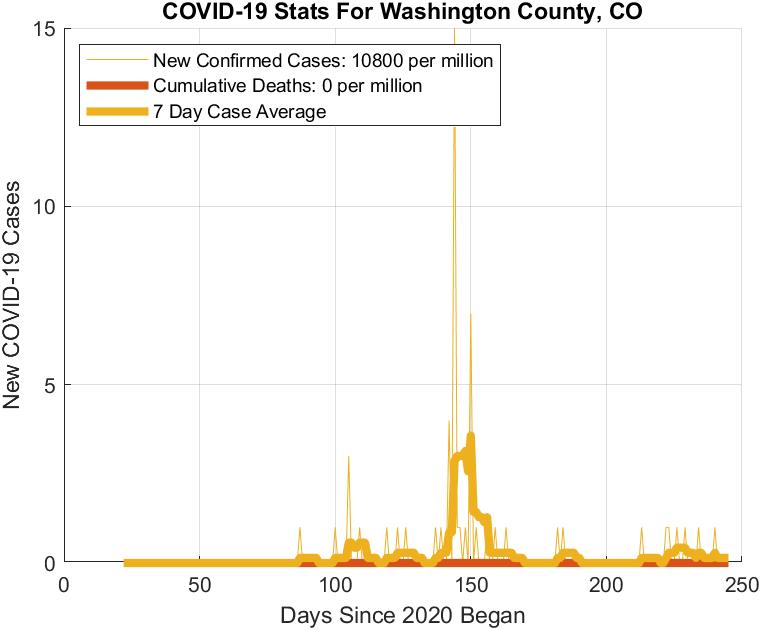 COVID-19 Stats For Washington County, CO
15
New Confirmed Cases: 10800 per million
Cumulative Deaths: 0 per million
7 Day Case Average
10
New COVID-19 Cases
5
0
0 50 100 150 200 250
Days Since 2020 Began